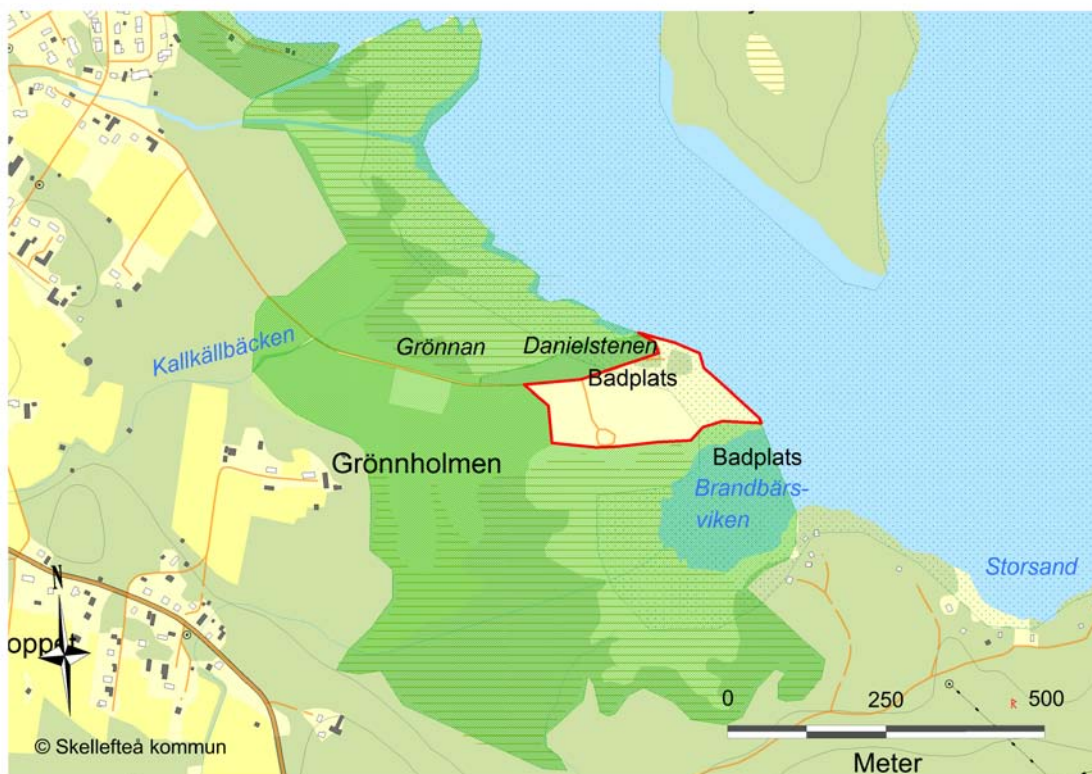 Kallkällbäcken
Grönnan
Danielstenen
Badplats
Grönnholmen
Badplats
Brandbärs-
viken
Storsand
N
0 250 500
Meter
© Skellefteå kommun